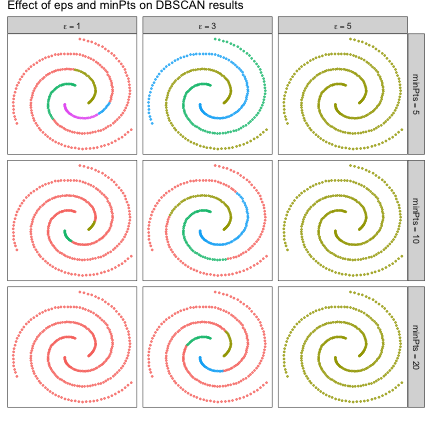 Effect of eps and minPts on DBSCAN results
ε = 1
ε = 3
ε = 5
minPts = 5
minPts = 10
minPts = 20